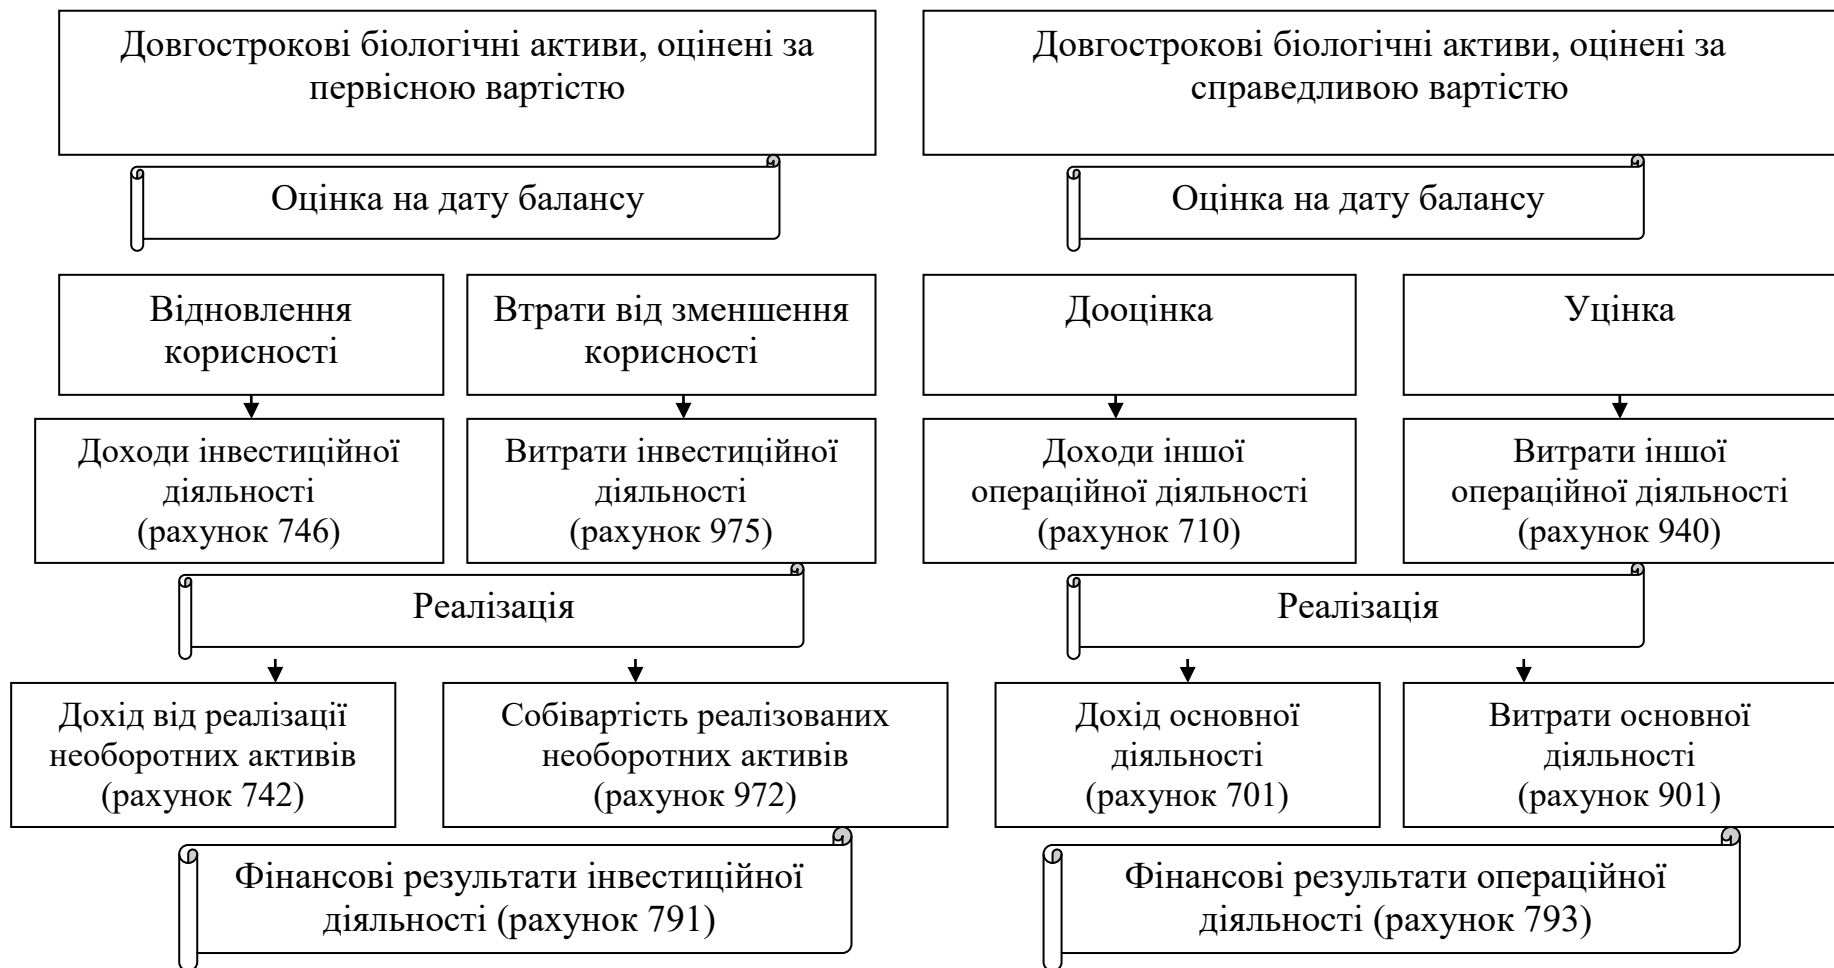 Довгострокові біологічні активи, оцінені за
первісною вартістю
Довгострокові біологічні активи, оцінені за
справедливою вартістю
Оцінка на дату балансу
Оцінка на дату балансу
Відновлення
корисності
Втрати від зменшення
корисності
Дооцінка
Уцінка
Доходи інвестиційної
діяльності
(рахунок 746)
Витрати інвестиційної
діяльності
(рахунок 975)
Доходи іншої
операційної діяльності
(рахунок 710)
Витрати іншої
операційної діяльності
(рахунок 940)
Реалізація
Реалізація
Дохід від реалізації
необоротних активів
(рахунок 742)
Собівартість реалізованих
необоротних активів
(рахунок 972)
Дохід основної
діяльності
(рахунок 701)
Витрати основної
діяльності
(рахунок 901)
Фінансові результати інвестиційної
діяльності (рахунок 791)
Фінансові результати операційної
діяльності (рахунок 793)